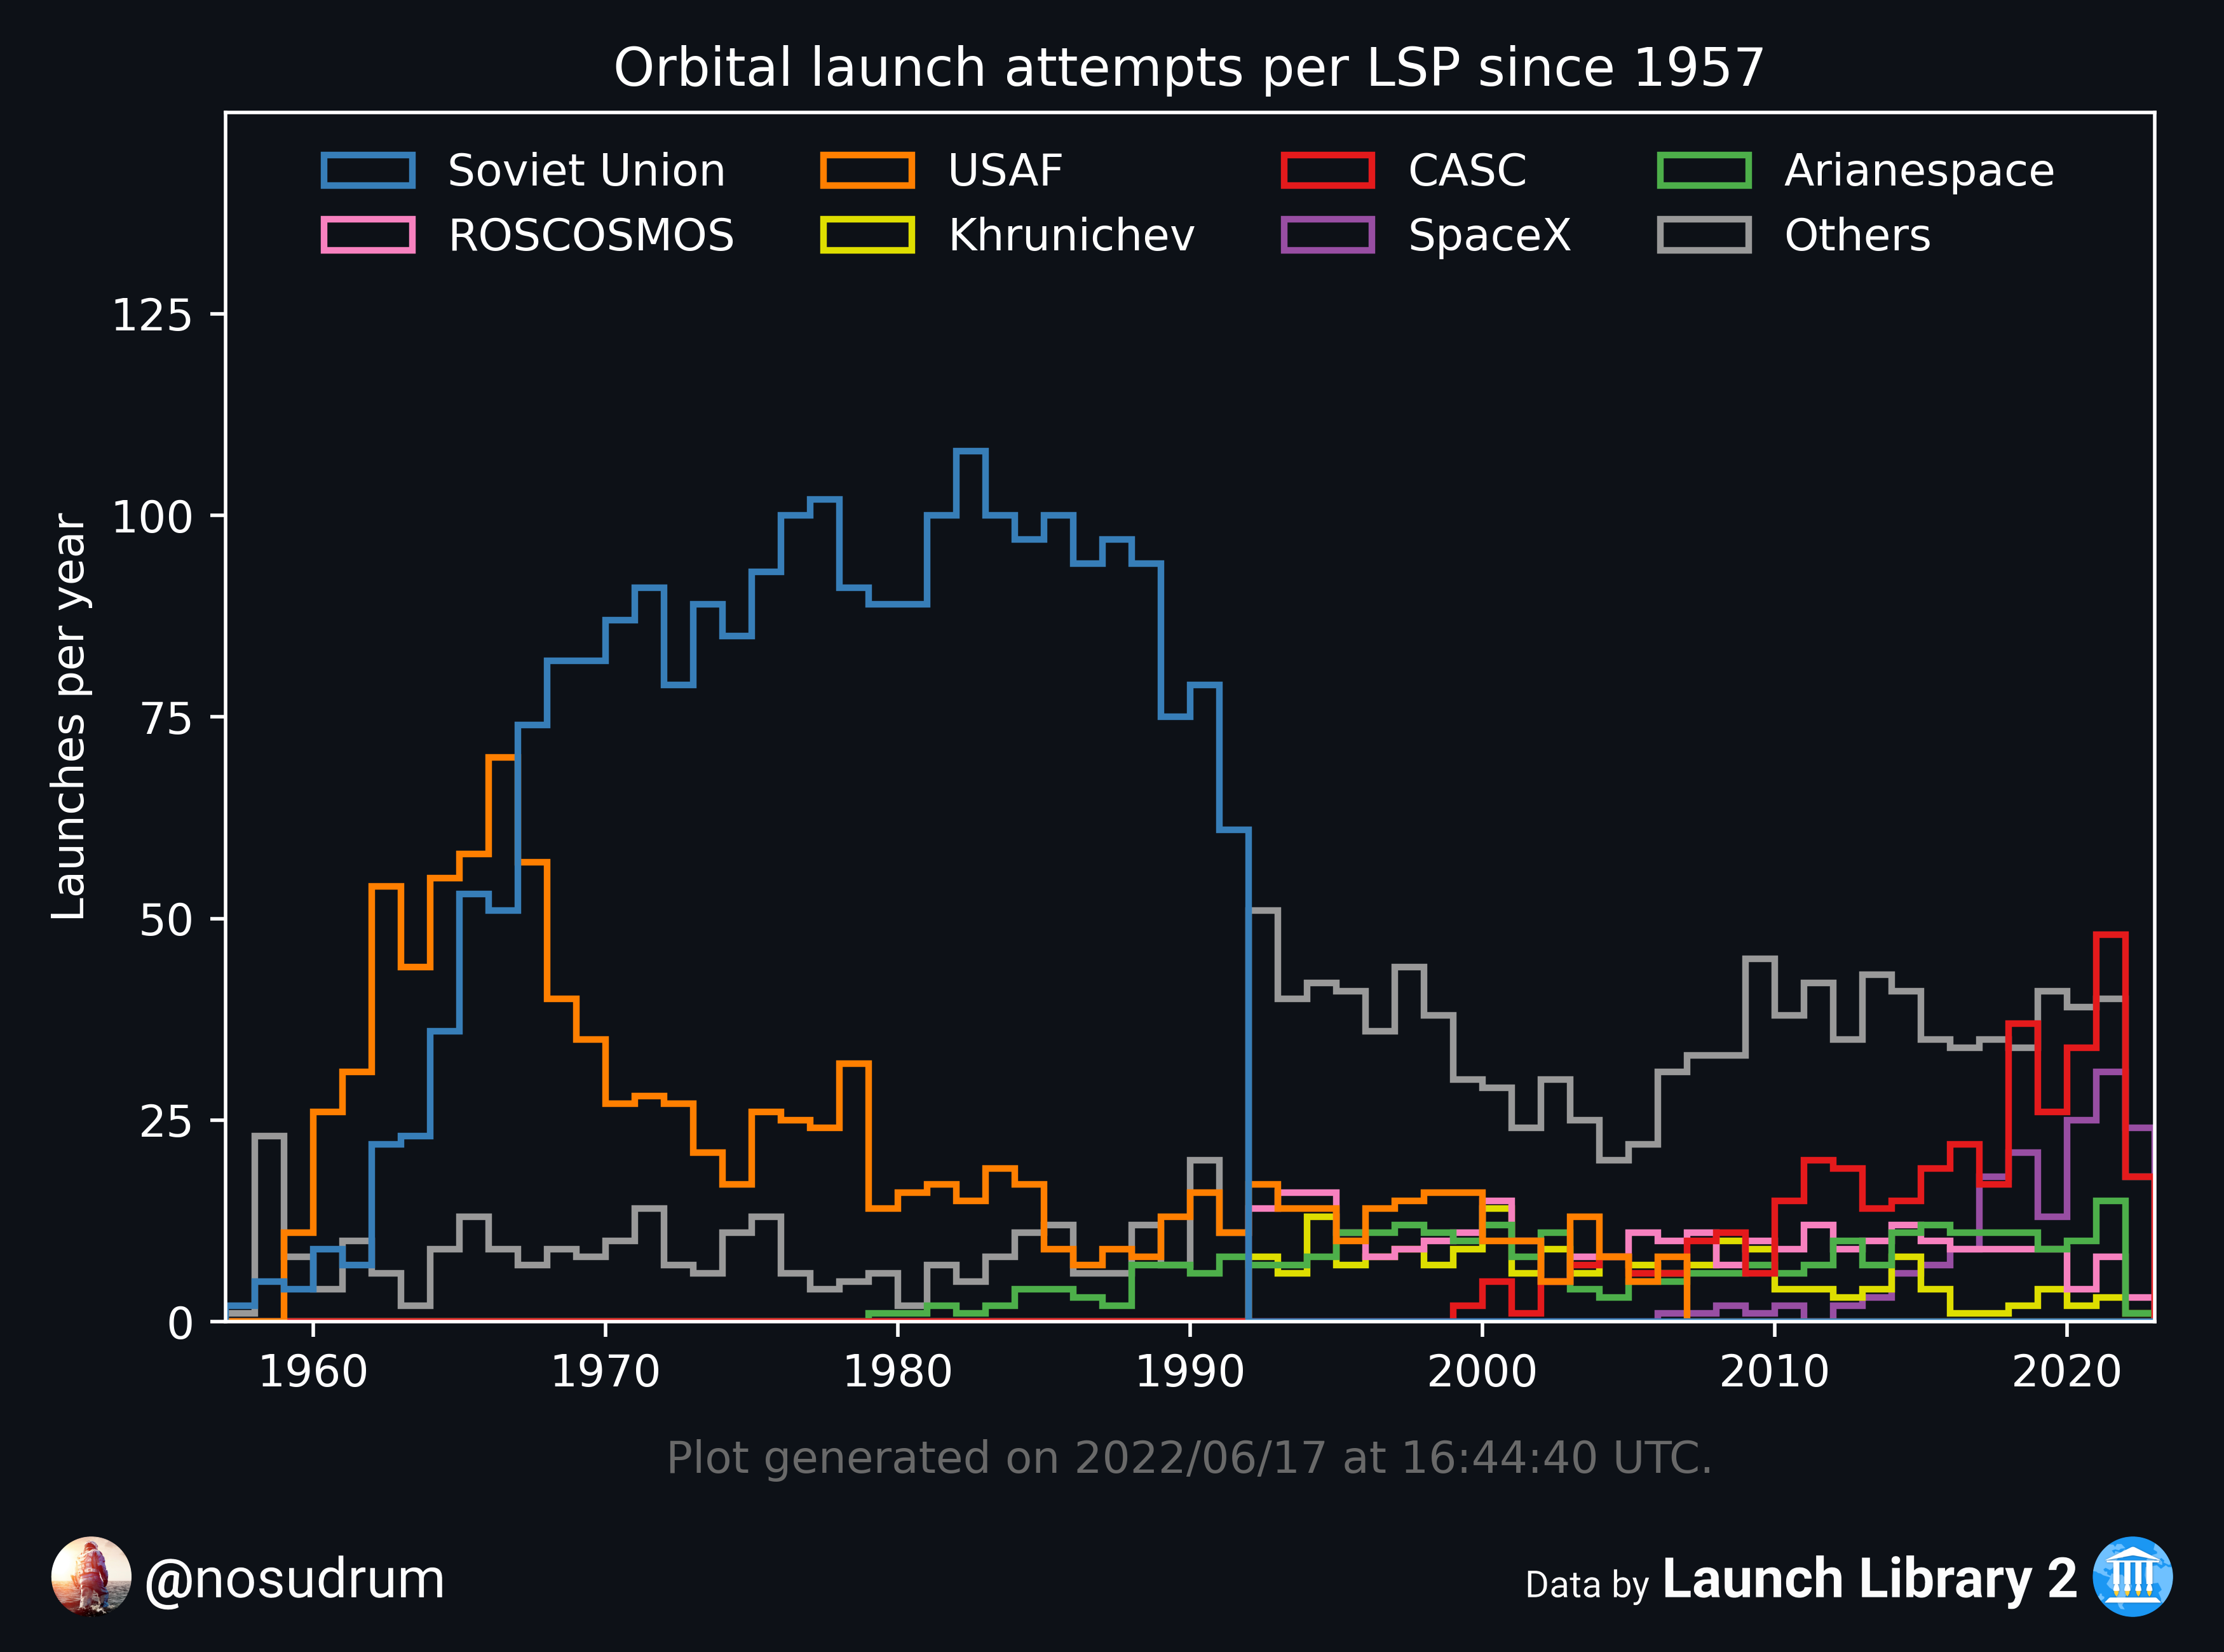 Orbital launch attempts per LSP since 1957
Soviet Union USAF CASC Arianespace
ROSCOSMOS Khrunichev SpaceX Others
Launches per year
125
100
75
50
25
0
1960 1970 1980 1990 2000 2010 2020
Plot generated on 2022/06/17 at 16:44:40 UTC.
@nosudrum
Data by Launch Library 2